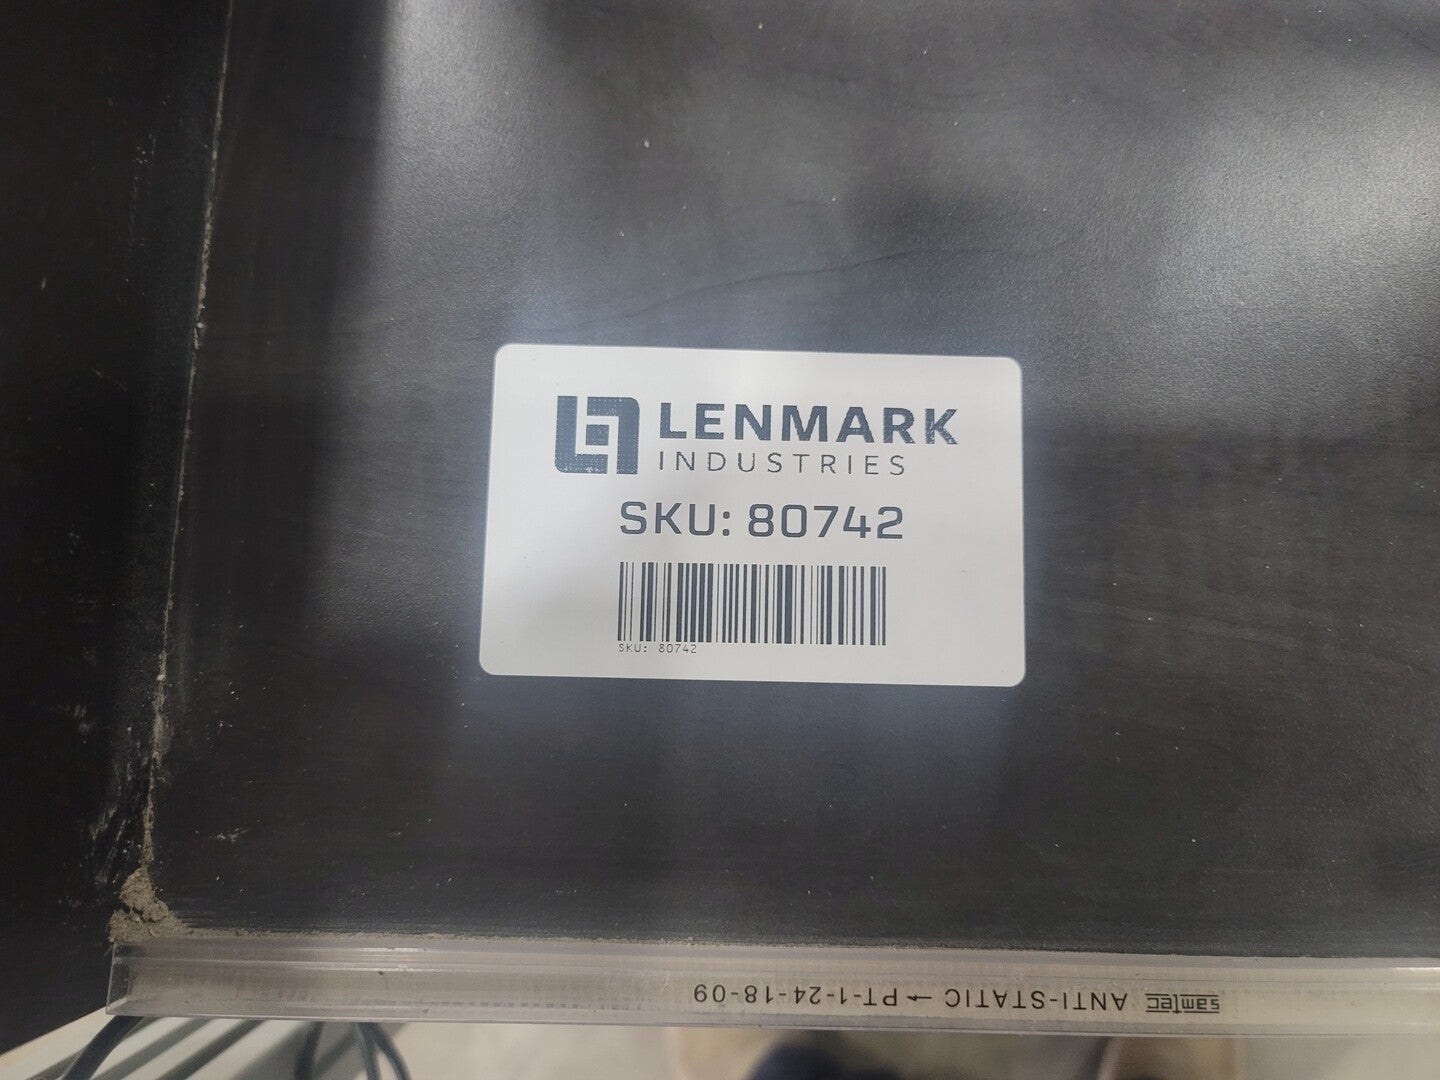 LENMARK
INDUSTRIES
SKU: 80742
SKU: 80742
samtec ANTI-STATIC → PT-1-24-18-09